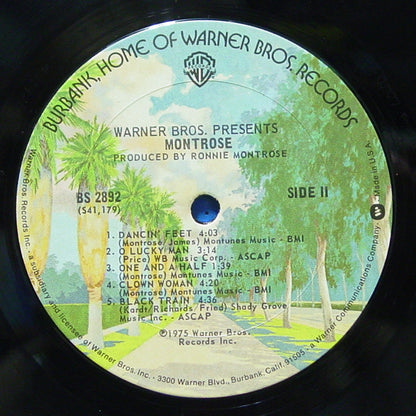 BURBANK, HOME OF WARNER BROS. RECORDS
WARNER BROS. PRESENTS
MONTROSE
PRODUCED BY RONNIE MONTROSE
BS 2892
(S41,179)
SIDE II
1. DANCIN' FEET 4:03
(Montrose/James) Montunes Music - BMI
2. O LUCKY MAN 3:14
(Price) WB Music Corp. - ASCAP
3. ONE AND A HALF 1:39
(Montrose) Montunes Music - BMI
4. CLOWN WOMAN 4:20
(Montrose) Montunes Music - BMI
5. BLACK TRAIN 4:36
(Kardt/Richards/Fried) Shady Grove
Music Inc. - ASCAP
℗1975 Warner Bros.
Records Inc.
Warner Bros. Records Inc., a subsidiary and licensee of Warner Bros. Inc. - 3300 Warner Blvd., Burbank, Calif. 91505 - a Warner Communications Company
Made in U.S.A.